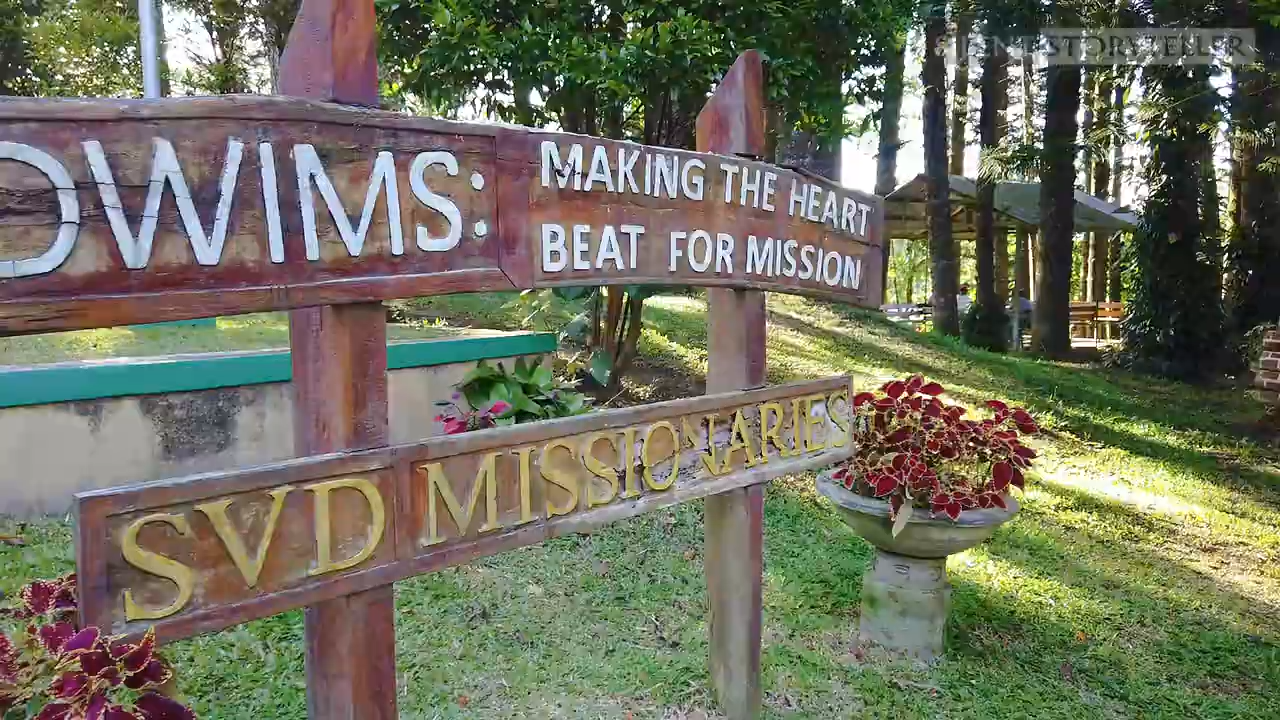 DWIMS:
MAKING THE HEART
BEAT FOR MISSION
SVD MISSIONARIES